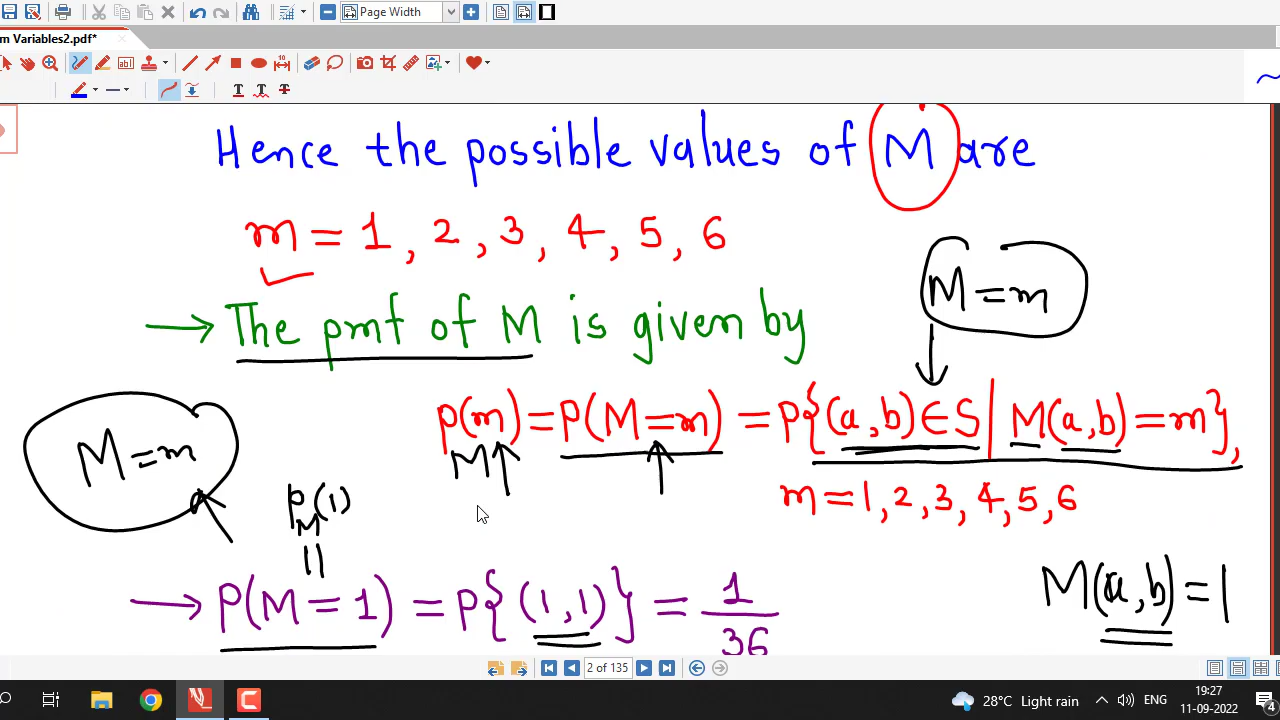 Page Width
m Variables2.pdf*
Hence the possible values of M are
m = 1, 2, 3, 4, 5, 6
M = m
→ The pmf of M is given by
p(m) = P(M = m) = P{(a,b) ∈ S | M(a,b) = m},
M
M = m
m = 1, 2, 3, 4, 5, 6
p (1)
M
||
M(a,b) = 1
→ P(M = 1) = P{(1,1)} = 1/36
2 of 135
28°C Light rain
ENG
19:27
11-09-2022
4